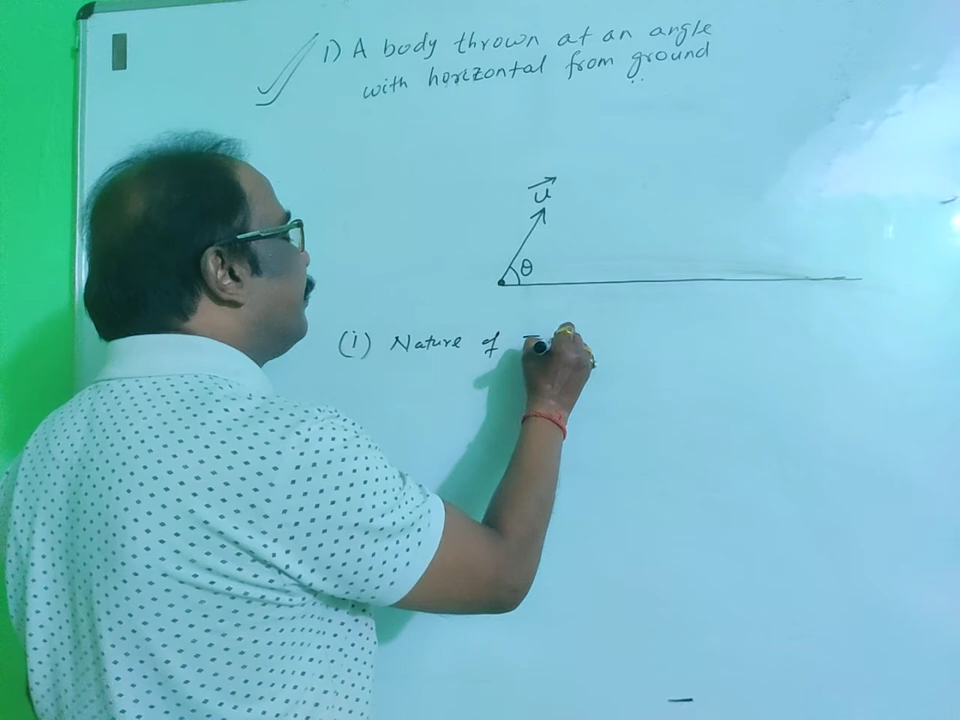 1) A body thrown at an angle
with horizontal from ground
u
θ
(i) Nature of